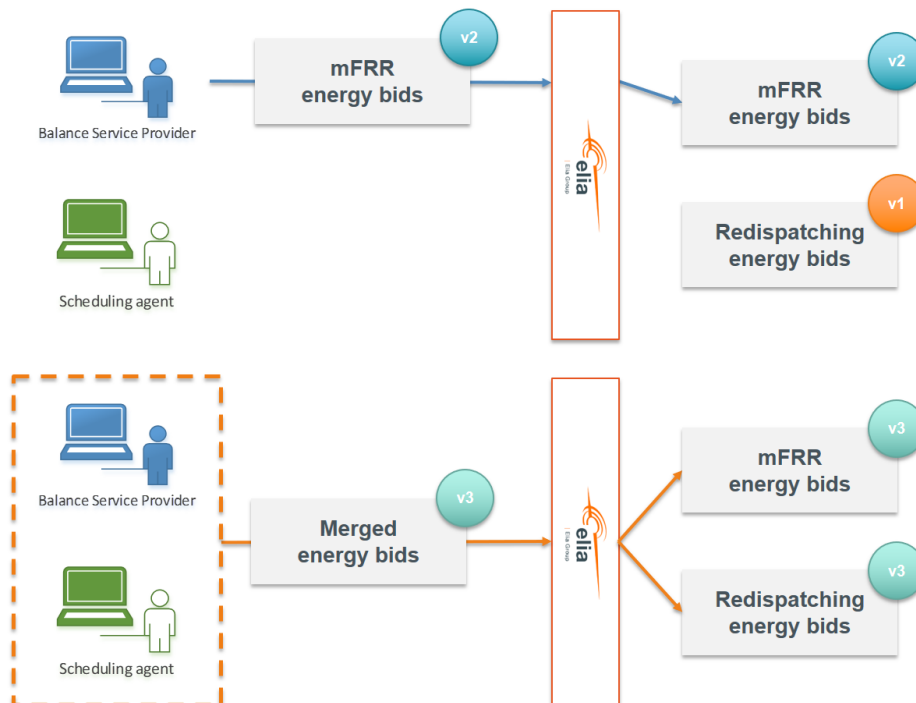 v2
mFRR
energy bids
v2
mFRR
energy bids
Balance Service Provider
elia
Elia Group
v1
Redispatching
energy bids
Scheduling agent
v3
mFRR
energy bids
Balance Service Provider
v3
Merged
energy bids
elia
Elia Group
v3
Redispatching
energy bids
Scheduling agent